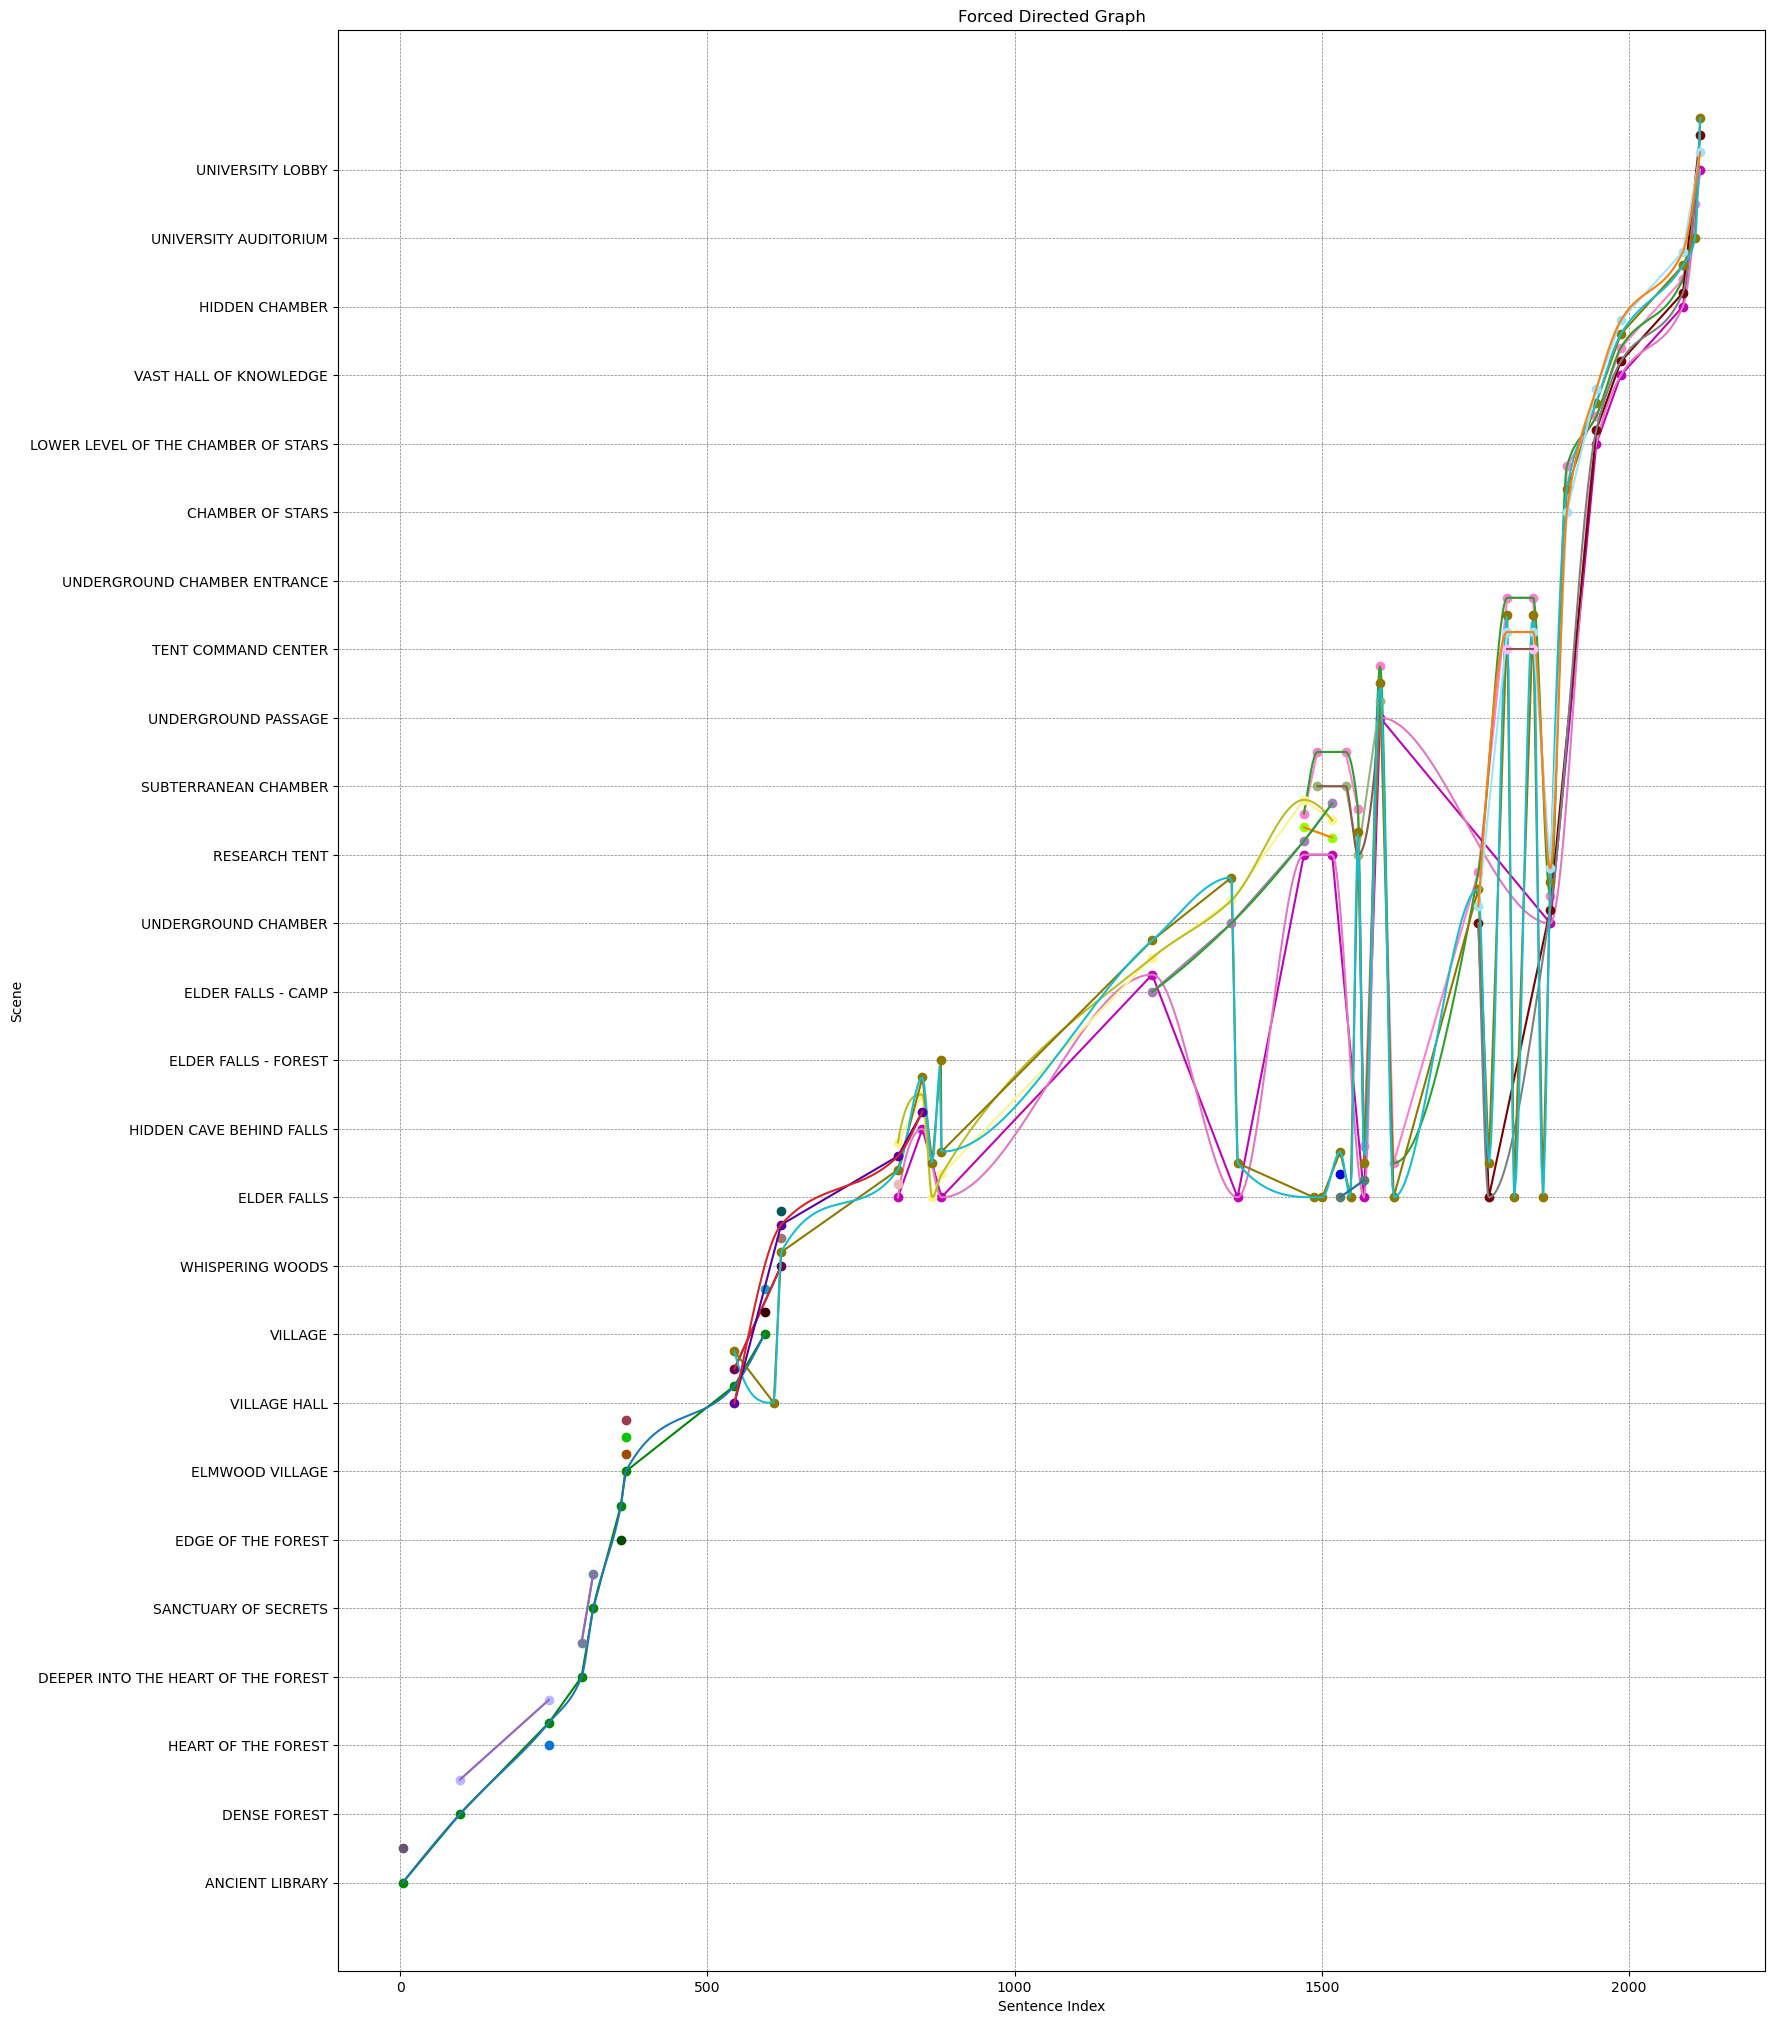 Forced Directed Graph
UNIVERSITY LOBBY
UNIVERSITY AUDITORIUM
HIDDEN CHAMBER
VAST HALL OF KNOWLEDGE
LOWER LEVEL OF THE CHAMBER OF STARS
CHAMBER OF STARS
UNDERGROUND CHAMBER ENTRANCE
TENT COMMAND CENTER
UNDERGROUND PASSAGE
SUBTERRANEAN CHAMBER
RESEARCH TENT
UNDERGROUND CHAMBER
ELDER FALLS - CAMP
Scene
ELDER FALLS - FOREST
HIDDEN CAVE BEHIND FALLS
ELDER FALLS
WHISPERING WOODS
VILLAGE
VILLAGE HALL
ELMWOOD VILLAGE
EDGE OF THE FOREST
SANCTUARY OF SECRETS
DEEPER INTO THE HEART OF THE FOREST
HEART OF THE FOREST
DENSE FOREST
ANCIENT LIBRARY
0 500 1000 1500 2000
Sentence Index